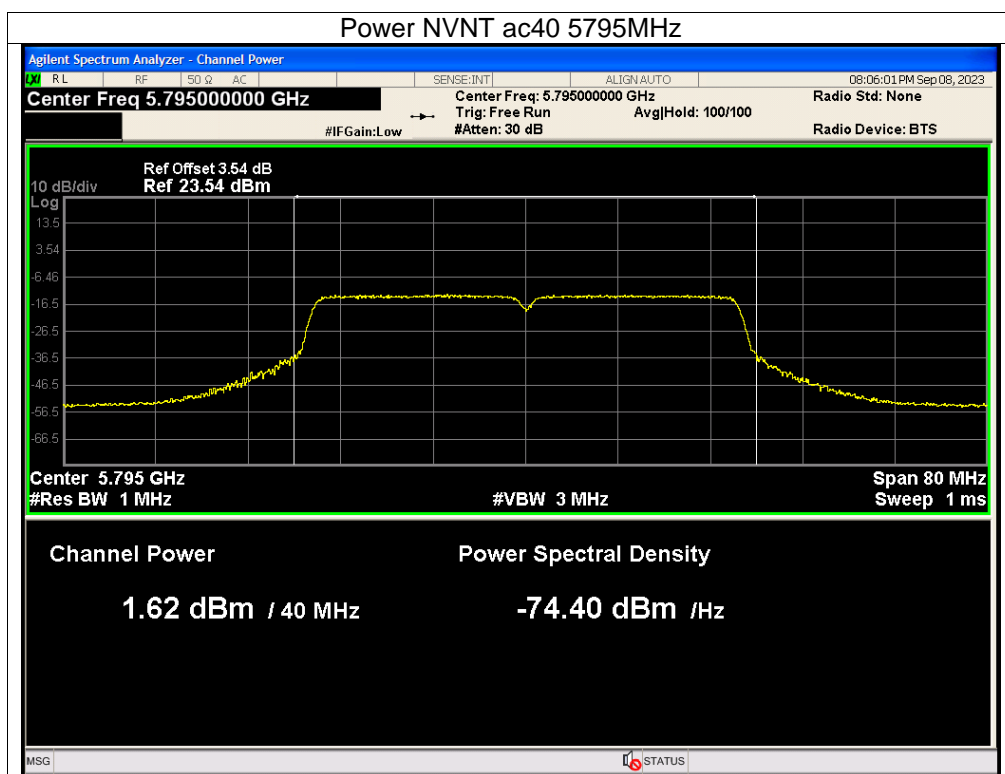 Power NVNT ac40 5795MHz
Agilent Spectrum Analyzer - Channel Power
LXI RL RF 50 Ω AC SENSE:INT ALIGN AUTO 08:06:01 PM Sep 08, 2023
Center Freq 5.795000000 GHz Center Freq: 5.795000000 GHz Radio Std: None
Trig: Free Run Avg|Hold: 100/100
#IFGain:Low #Atten: 30 dB Radio Device: BTS
Ref Offset 3.54 dB
10 dB/div Ref 23.54 dBm
Log
13.5
3.54
-6.46
-16.5
-26.5
-36.5
-46.5
-56.5
-66.5
Center 5.795 GHz Span 80 MHz
#Res BW 1 MHz #VBW 3 MHz Sweep 1 ms
Channel Power Power Spectral Density
1.62 dBm / 40 MHz -74.40 dBm /Hz
MSG STATUS